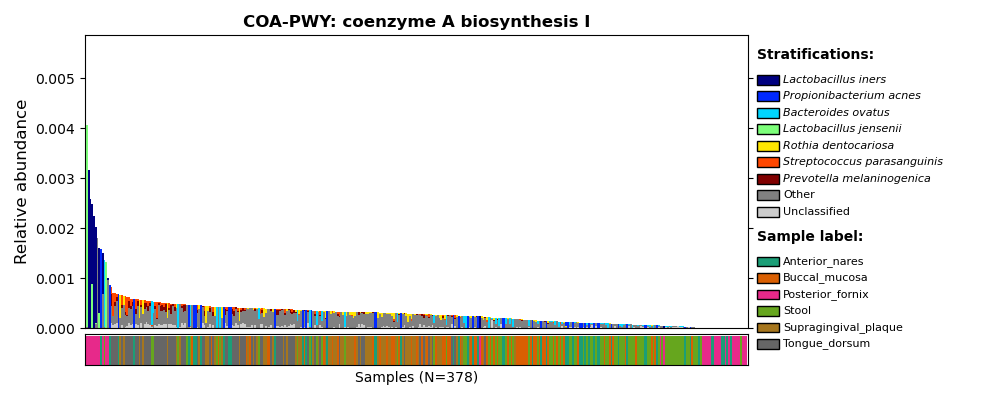 COA-PWY: coenzyme A biosynthesis I
Relative abundance
0.005
0.004
0.003
0.002
0.001
0.000
Samples (N=378)
Stratifications:
Lactobacillus iners
Propionibacterium acnes
Bacteroides ovatus
Lactobacillus jensenii
Rothia dentocariosa
Streptococcus parasanguinis
Prevotella melaninogenica
Other
Unclassified
Sample label:
Anterior_nares
Buccal_mucosa
Posterior_fornix
Stool
Supragingival_plaque
Tongue_dorsum